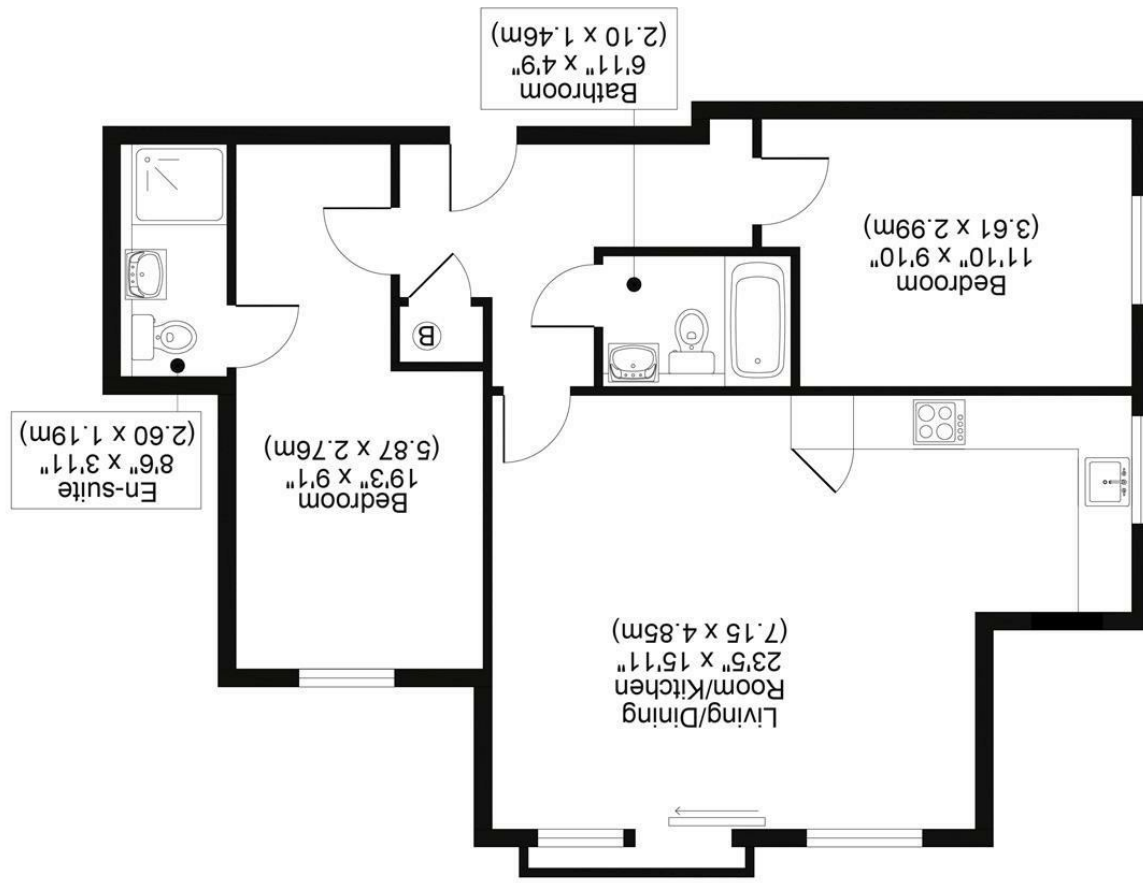 Living/Dining
Room/Kitchen
23'5" x 15'11"
(7.15 x 4.85m)
Bedroom
19'3" x 9'1"
(5.87 x 2.76m)
En-suite
8'6" x 3'11"
(2.60 x 1.19m)
B
Bedroom
11'10" x 9'10"
(3.61 x 2.99m)
Bathroom
6'11" x 4'9"
(2.10 x 1.46m)